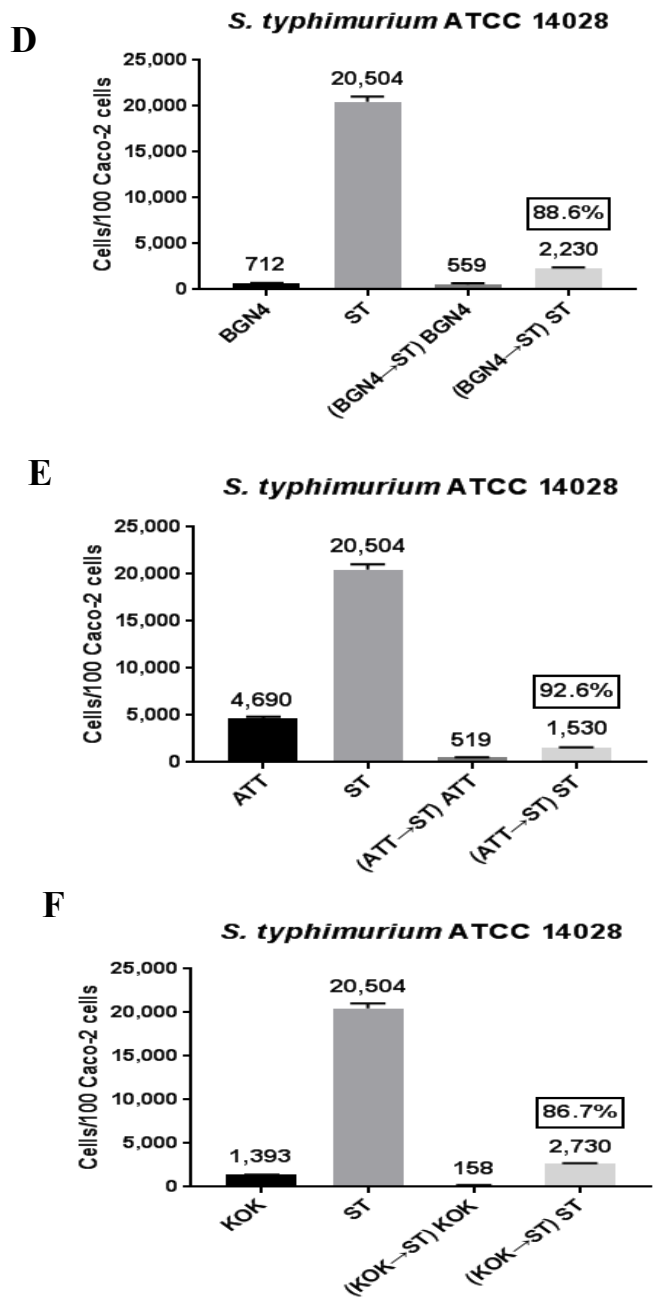 D
S. typhimurium ATCC 14028
Cells/100 Caco-2 cells
25,000
20,000
15,000
10,000
5,000
0
712
20,504
559
88.6%
2,230
BGN4
ST
(BGN4→ST) BGN4
(BGN4→ST) ST
E
S. typhimurium ATCC 14028
Cells/100 Caco-2 cells
25,000
20,000
15,000
10,000
5,000
0
4,690
20,504
519
92.6%
1,530
ATT
ST
(ATT→ST) ATT
(ATT→ST) ST
F
S. typhimurium ATCC 14028
Cells/100 Caco-2 cells
25,000
20,000
15,000
10,000
5,000
0
1,393
20,504
158
86.7%
2,730
KOK
ST
(KOK→ST) KOK
(KOK→ST) ST